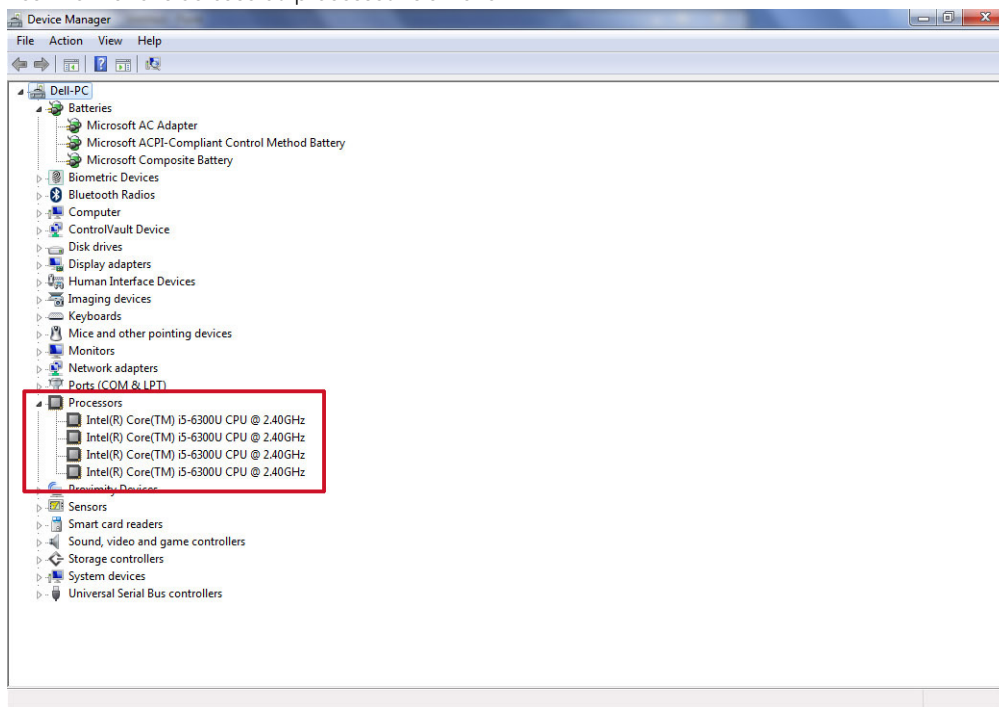 Device Manager
File Action View Help
Dell-PC
Batteries
Microsoft AC Adapter
Microsoft ACPI-Compliant Control Method Battery
Microsoft Composite Battery
Biometric Devices
Bluetooth Radios
Computer
ControlVault Device
Disk drives
Display adapters
Human Interface Devices
Imaging devices
Keyboards
Mice and other pointing devices
Monitors
Network adapters
Ports (COM & LPT)
Processors
Intel(R) Core(TM) i5-6300U CPU @ 2.40GHz
Intel(R) Core(TM) i5-6300U CPU @ 2.40GHz
Intel(R) Core(TM) i5-6300U CPU @ 2.40GHz
Intel(R) Core(TM) i5-6300U CPU @ 2.40GHz
Proximity Devices
Sensors
Smart card readers
Sound, video and game controllers
Storage controllers
System devices
Universal Serial Bus controllers